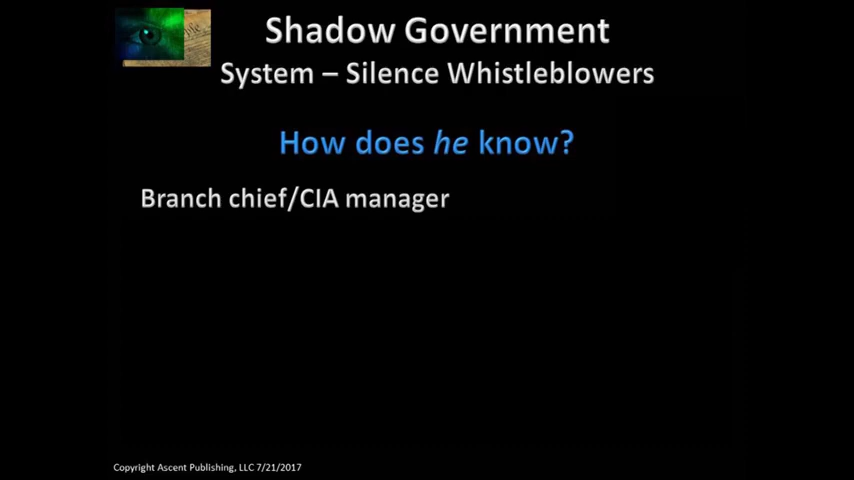 Shadow Government
System – Silence Whistleblowers
How does he know?
Branch chief/CIA manager
Copyright Ascent Publishing, LLC 7/21/2017